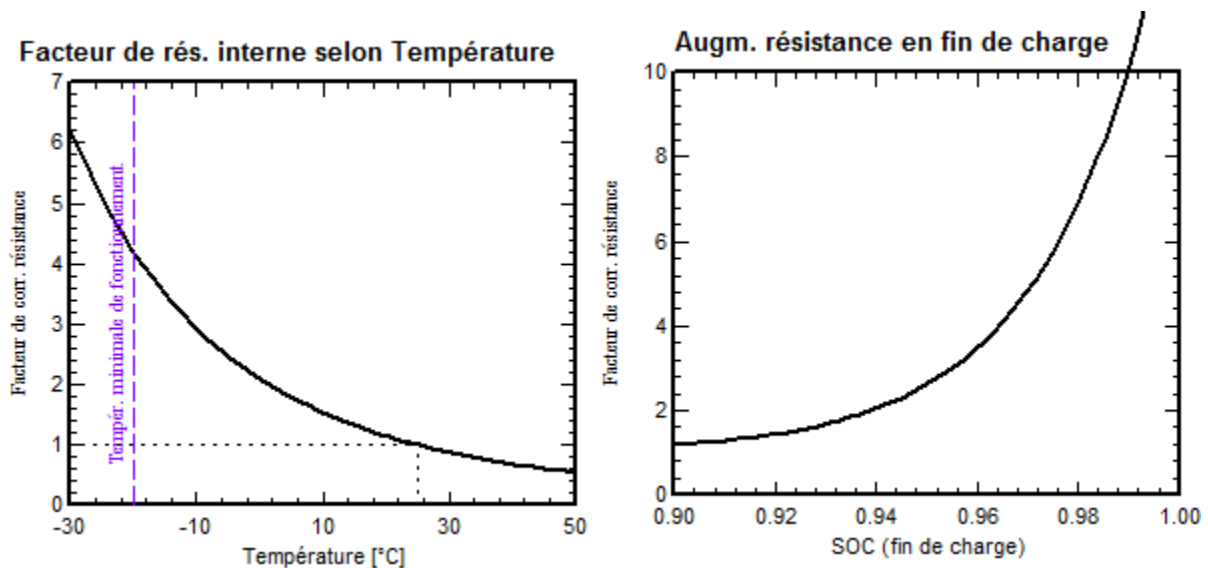 Facteur de rés. interne selon Température
7
6
5
4
3
2
1
0
Facteur de corr. résistance
Tempér. minimale de fonctionnement
-30 -10 10 30 50
Température [°C]
Augm. résistance en fin de charge
10
8
6
4
2
0
Facteur de corr. résistance
0.90 0.92 0.94 0.96 0.98 1.00
SOC (fin de charge)